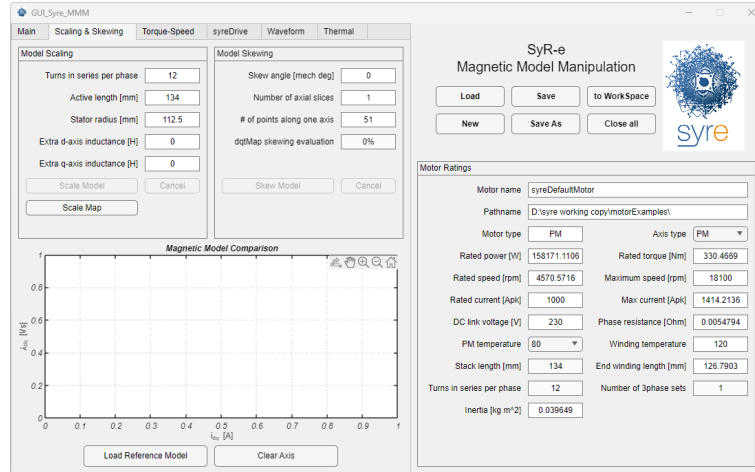 GUI_Syre_MMM
Main Scaling & Skewing Torque-Speed syreDrive Waveform Thermal
Model Scaling
Turns in series per phase 12
Active length [mm] 134
Stator radius [mm] 112.5
Extra d-axis inductance [H] 0
Extra q-axis inductance [H] 0
Scale Model Cancel
Scale Map
Model Skewing
Skew angle [mech deg] 0
Number of axial slices 1
# of points along one axis 51
dqtMap skewing evaluation 0%
Skew Model Cancel
Magnetic Model Comparison
1
0.8
0.6
0.4
0.2
0
λdq [Vs]
0 0.1 0.2 0.3 0.4 0.5 0.6 0.7 0.8 0.9 1
idq [A]
Load Reference Model Clear Axis
SyR-e
Magnetic Model Manipulation
Load Save to WorkSpace
New Save As Close all
syre
Motor Ratings
Motor name syreDefaultMotor
Pathname D:\syre working copy\motorExamples\
Motor type PM Axis type PM
Rated power [W] 158171.1106 Rated torque [Nm] 330.4669
Rated speed [rpm] 4570.5716 Maximum speed [rpm] 18100
Rated current [Apk] 1000 Max current [Apk] 1414.2136
DC link voltage [V] 230 Phase resistance [Ohm] 0.0054794
PM temperature 80 Winding temperature 120
Stack length [mm] 134 End winding length [mm] 126.7903
Turns in series per phase 12 Number of 3phase sets 1
Inertia [kg m^2] 0.039649